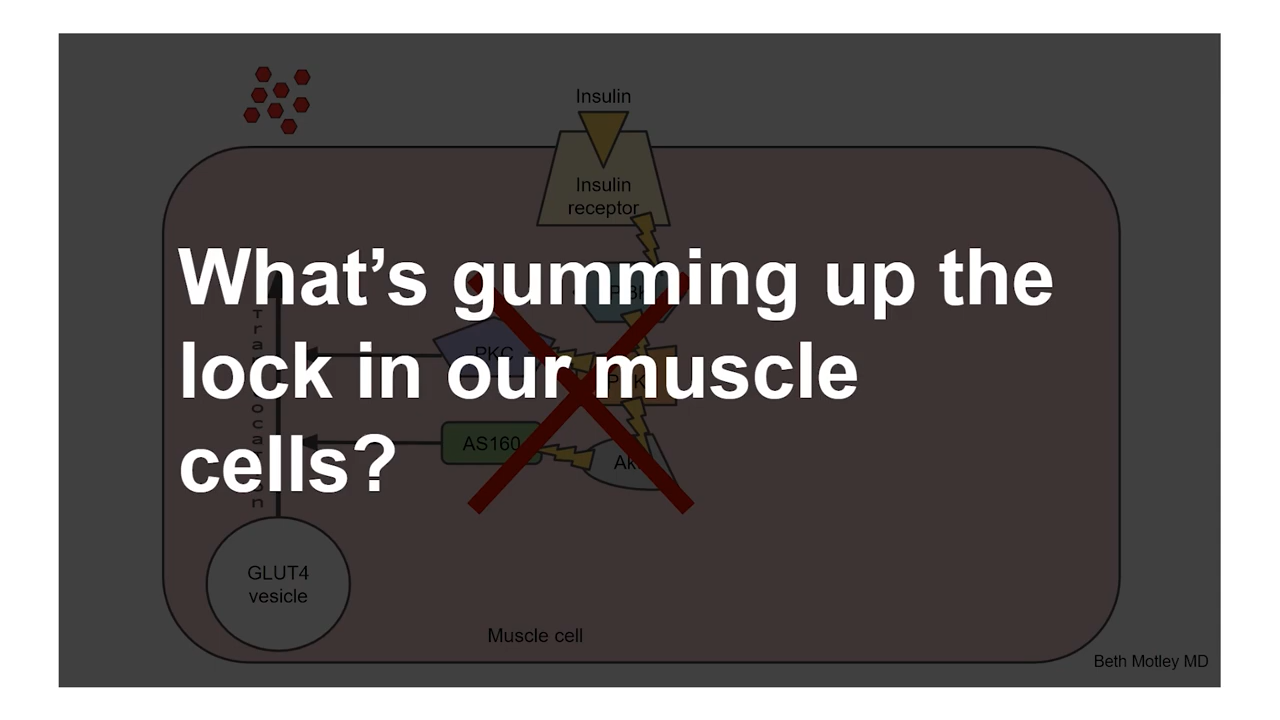 Insulin
Insulin
receptor
What's gumming up the
lock in our muscle
cells?
PKC
AS160
GLUT4
vesicle
Muscle cell
Beth Motley MD